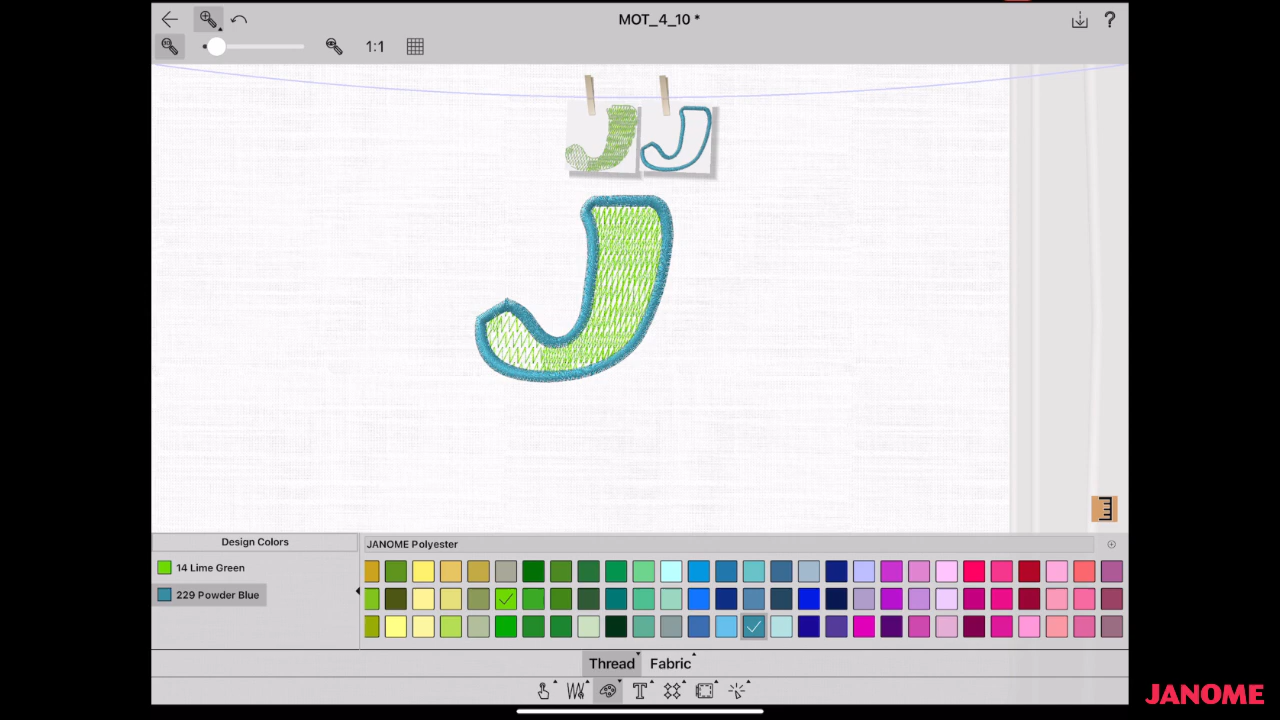 MOT_4_10 *
?
1:1
J
Design Colors
JANOME Polyester
14 Lime Green
229 Powder Blue
Thread
Fabric
JANOME